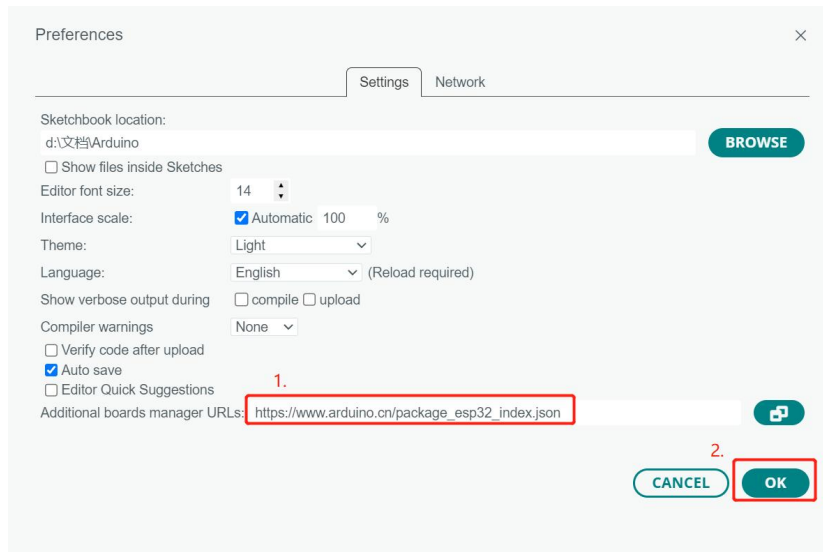 Preferences
Settings Network
Sketchbook location:
d:\文档\Arduino
BROWSE
Show files inside Sketches
Editor font size: 14
Interface scale: Automatic 100 %
Theme: Light
Language: English (Reload required)
Show verbose output during compile upload
Compiler warnings None
Verify code after upload
Auto save
1.
Editor Quick Suggestions
Additional boards manager URLs: https://www.arduino.cn/package_esp32_index.json
2.
CANCEL OK